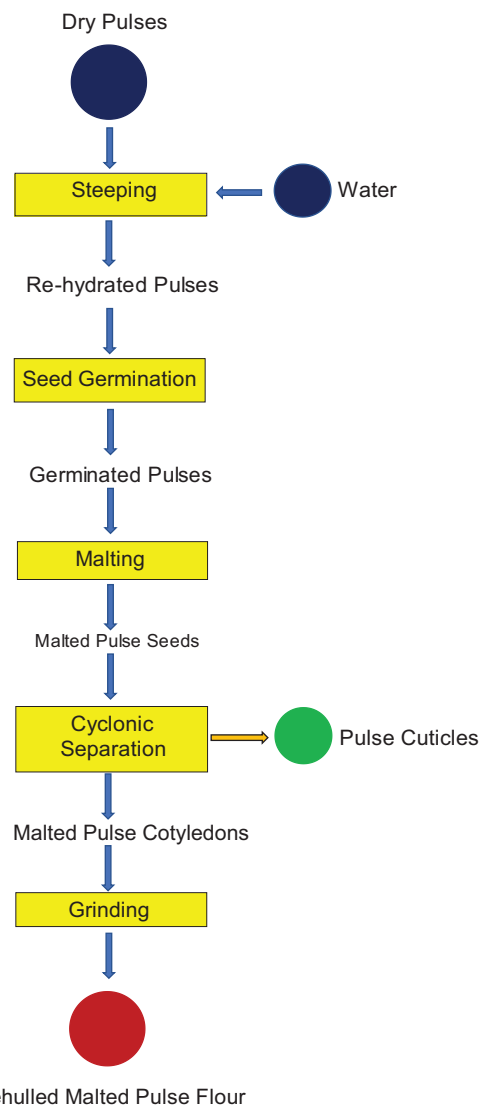 Dry Pulses
Steeping
Water
Re-hydrated Pulses
Seed Germination
Germinated Pulses
Malting
Malted Pulse Seeds
Cyclonic
Separation
Pulse Cuticles
Malted Pulse Cotyledons
Grinding
ehulled Malted Pulse Flour